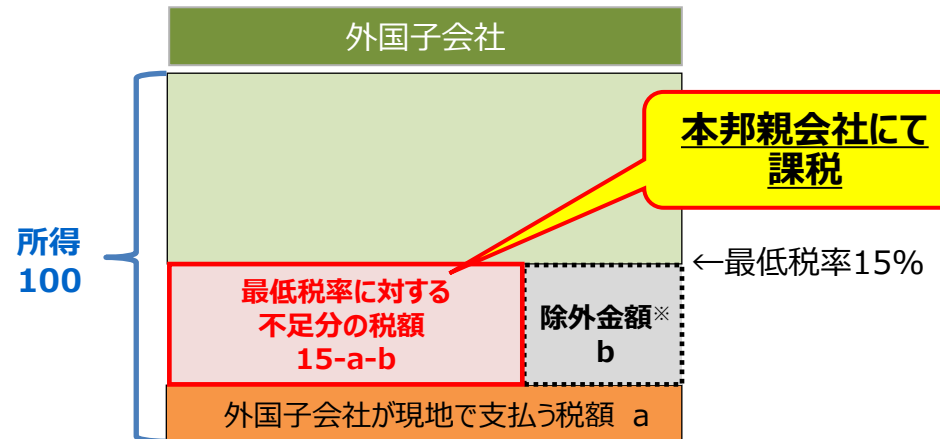 外国子会社
本邦親会社にて
課税
所得
100
←最低税率15%
最低税率に対する
不足分の税額
15-a-b
除外金額※
b
外国子会社が現地で支払う税額 a